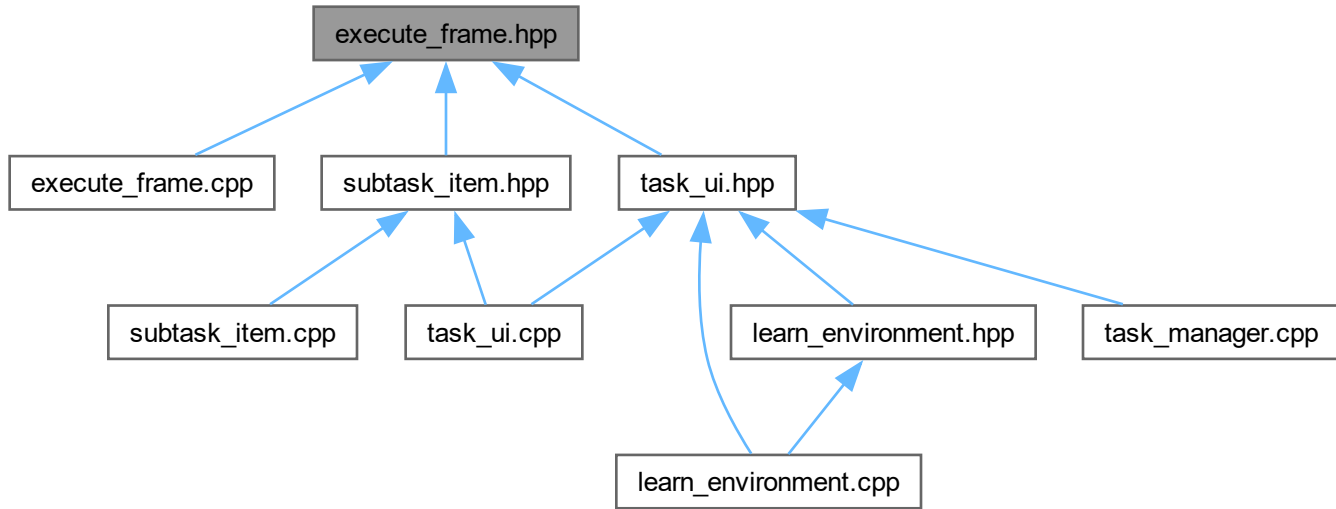 execute_frame.hpp
execute_frame.cpp
subtask_item.hpp
task_ui.hpp
subtask_item.cpp
task_ui.cpp
learn_environment.hpp
task_manager.cpp
learn_environment.cpp